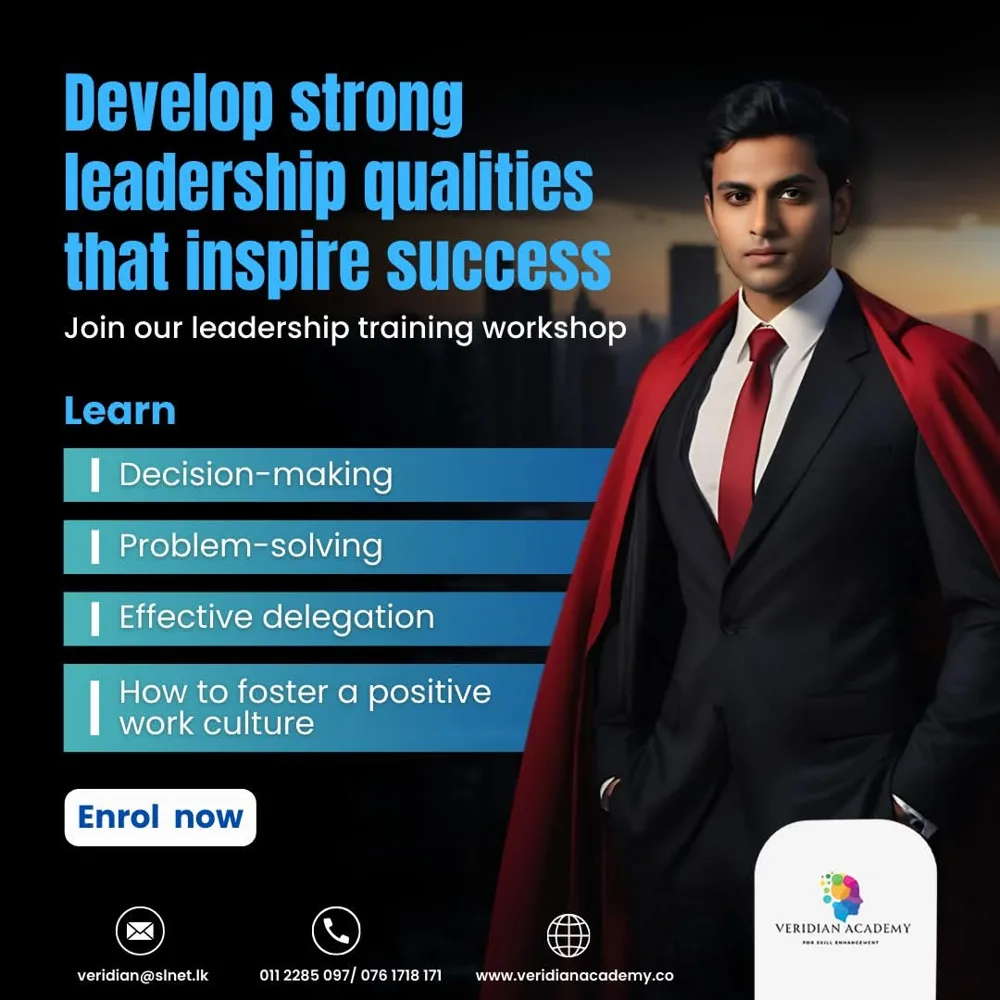 Develop strong
leadership qualities
that inspire success
Join our leadership training workshop
Learn
Decision-making
Problem-solving
Effective delegation
How to foster a positive
work culture
Enrol now
VERIDIAN ACADEMY
FOR SKILL ENHANCEMENT
veridian@slnet.lk
011 2285 097/ 076 1718 171
www.veridianacademy.co